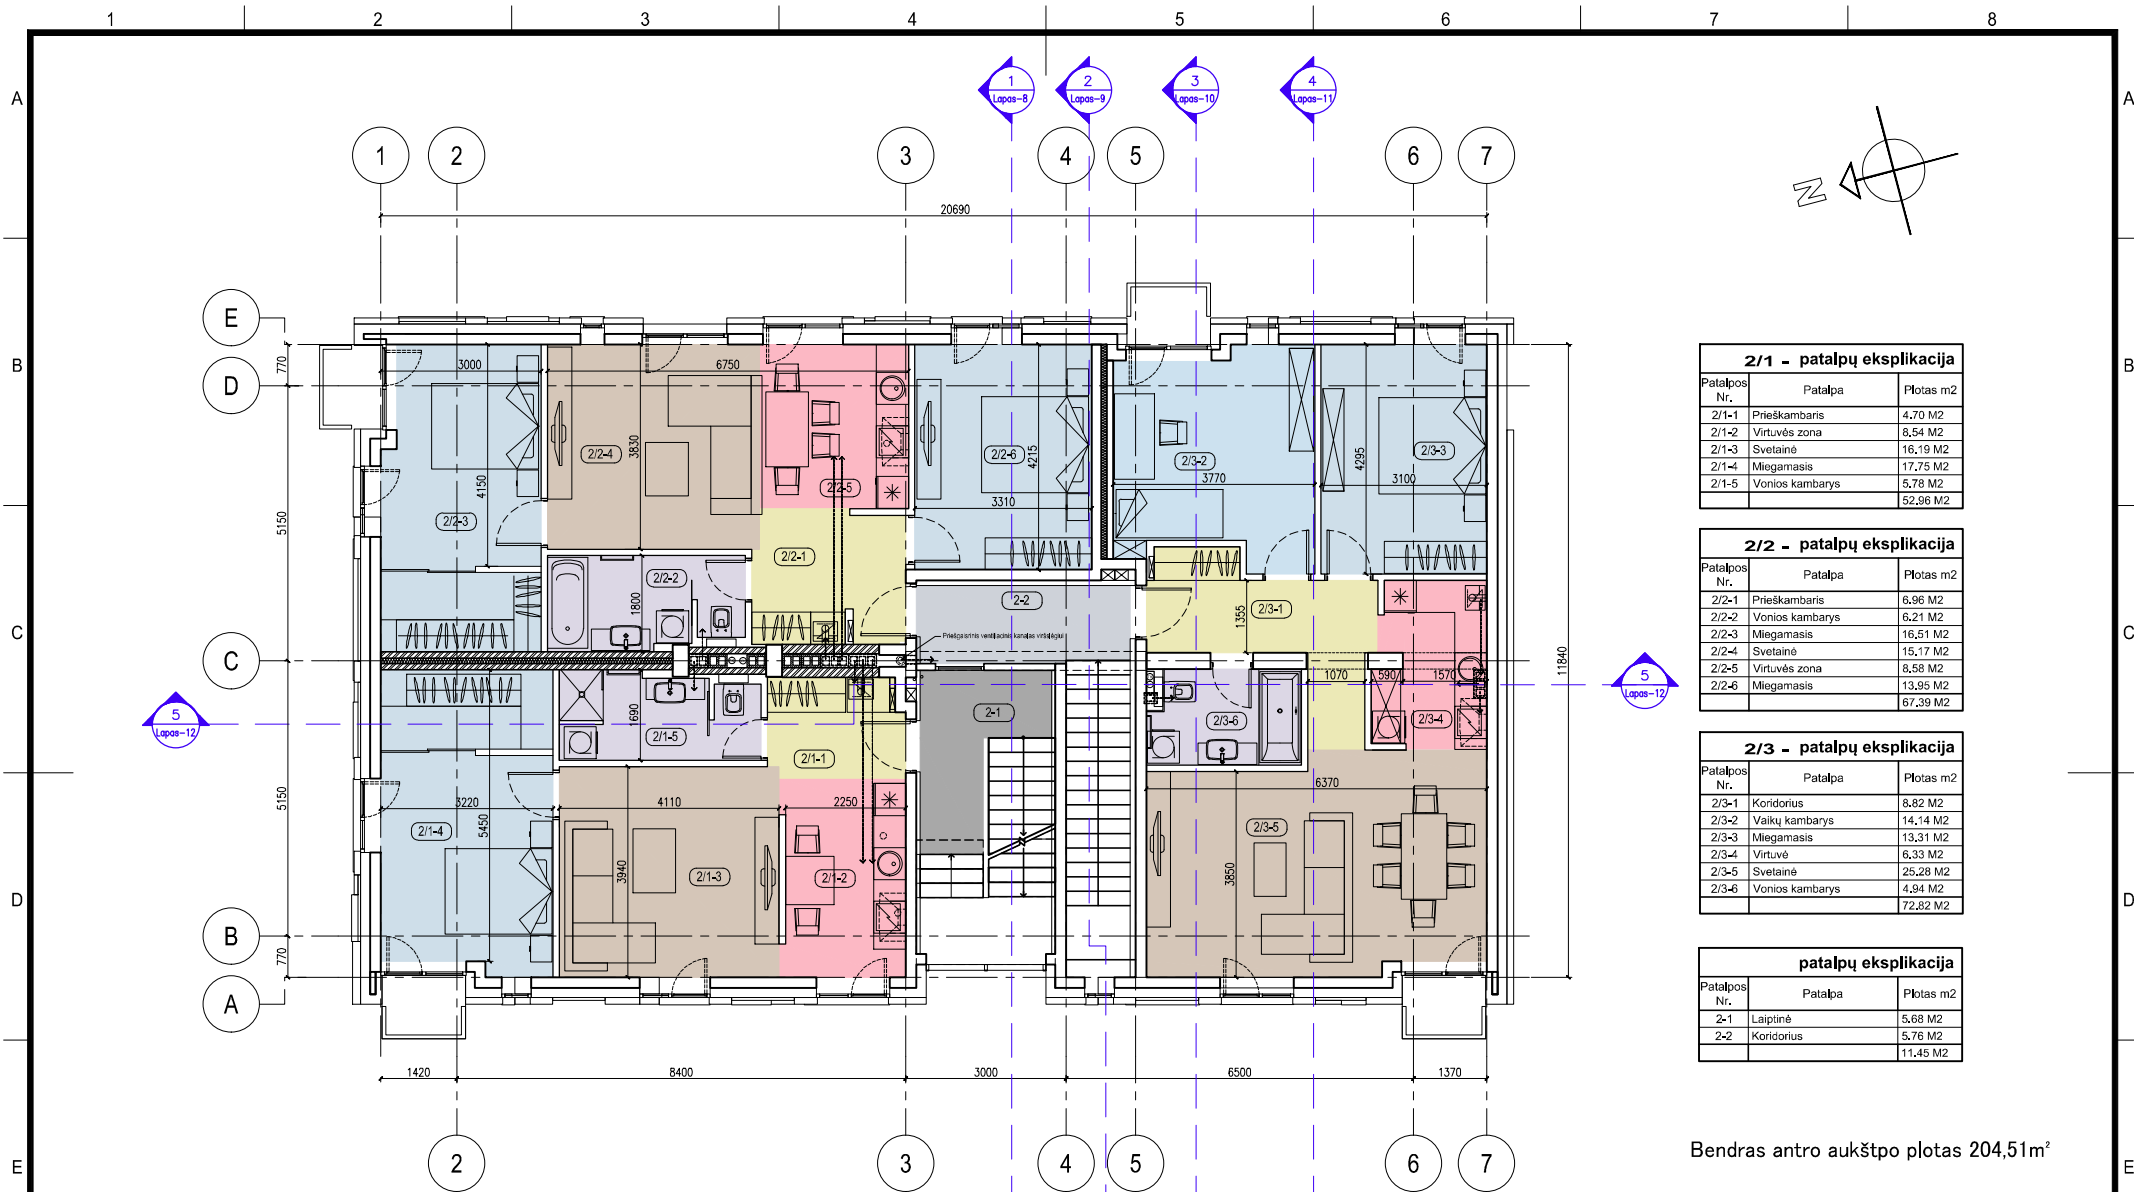 1 2 3 4 5 6 7 8
A A
1 Lapas-8
2 Lapas-9
3 Lapas-10
4 Lapas-11
1 2 3 4 5 6 7
N
20690
E
770
B B
D
3000 6750
2/2-4 3830
2/2-6 4215
2/3-2
2/3-3 4295
4150
2/2-5
3770 3100
3310
5150
2/2-3
2/2-1
2/2-2
1800
2-2
2/3-1 1355
C C
Priešgaisrinis ventiliacinis kanalas virš stogui
C
11840
1070 590 1570
5 Lapas-12
5 Lapas-12
2-1
2/3-6
2/3-4
1690
2/1-5
2/1-1
6370
3220 4110 2250
5150
2/1-4 5450
2/3-5
2/1-3 3940
2/1-2
3850
D D
B
770
A
1420 8400 3000 6500 1370
2 3 4 5 6 7
E E
2/1 - patalpų eksplikacija
Patalpos Nr. Patalpa Plotas m2
2/1-1 Prieškambaris 4.70 M2
2/1-2 Virtuvės zona 8,54 M2
2/1-3 Svetainė 16.19 M2
2/1-4 Miegamasis 17.75 M2
2/1-5 Vonios kambarys 5.78 M2
52.96 M2
2/2 - patalpų eksplikacija
Patalpos Nr. Patalpa Plotas m2
2/2-1 Prieškambaris 6.96 M2
2/2-2 Vonios kambarys 6.21 M2
2/2-3 Miegamasis 16.51 M2
2/2-4 Svetainė 15.17 M2
2/2-5 Virtuvės zona 8,58 M2
2/2-6 Miegamasis 13.95 M2
67.39 M2
2/3 - patalpų eksplikacija
Patalpos Nr. Patalpa Plotas m2
2/3-1 Koridorius 8.82 M2
2/3-2 Vaikų kambarys 14.14 M2
2/3-3 Miegamasis 13.31 M2
2/3-4 Virtuvė 6.33 M2
2/3-5 Svetainė 25.28 M2
2/3-6 Vonios kambarys 4.94 M2
72.82 M2
patalpų eksplikacija
Patalpos Nr. Patalpa Plotas m2
2-1 Laiptinė 5.68 M2
2-2 Koridorius 5.76 M2
11.45 M2
Bendras antro aukštpo plotas 204,51m²